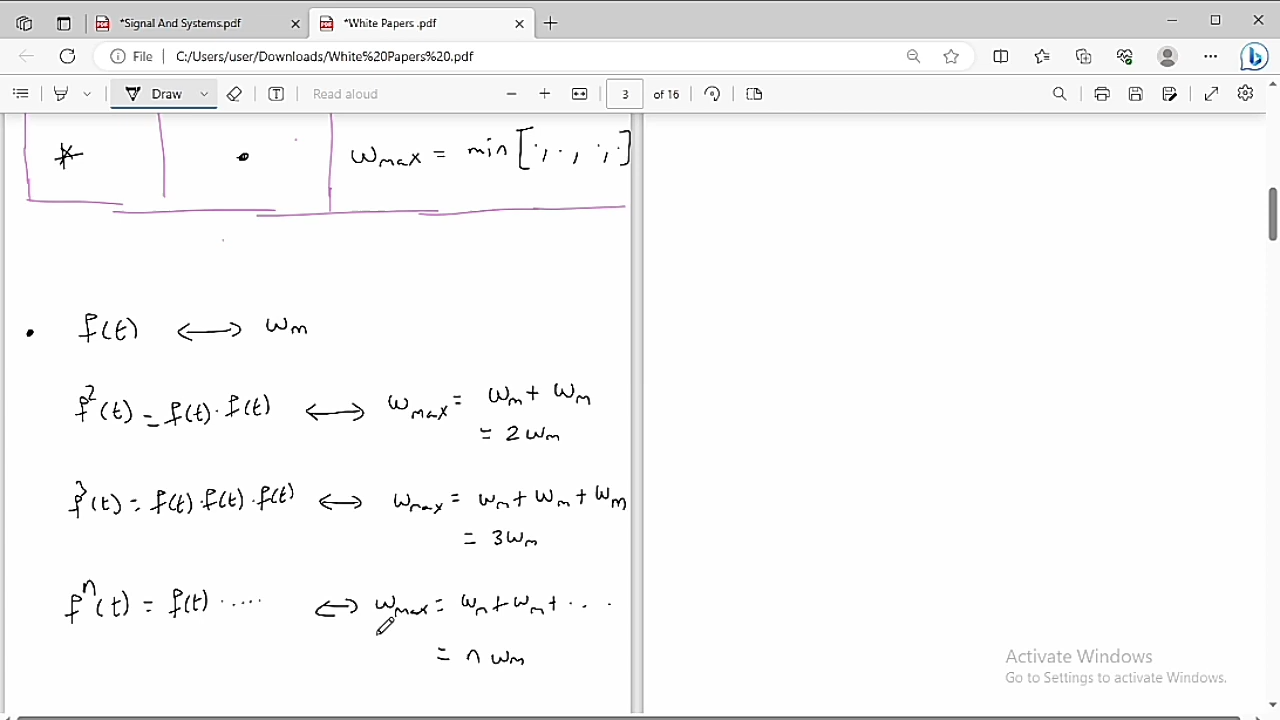 *Signal And Systems.pdf
*White Papers .pdf
File C:/Users/user/Downloads/White%20Papers%20.pdf
Draw Read aloud 3 of 16
* • ωmax = min[·,·,·,·]
• f(t) ⟷ ωm
f²(t) = f(t)·f(t) ⟷ ωmax = ωm + ωm
= 2ωm
f³(t) = f(t)·f(t)·f(t) ⟷ ωmax = ωm + ωm + ωm
= 3ωm
fⁿ(t) = f(t)····· ⟷ ωmax = ωm + ωm + ···
= nωm
Activate Windows
Go to Settings to activate Windows.